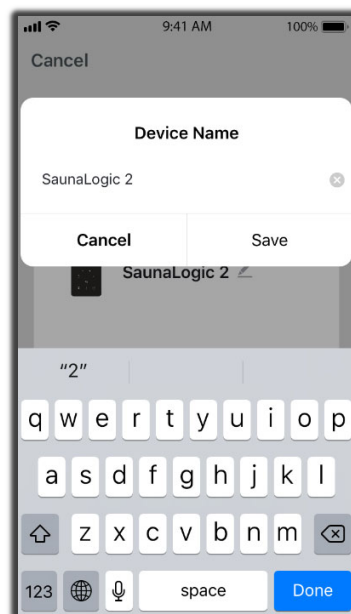 9:41 AM 100%
Cancel
Device Name
SaunaLogic 2
Cancel Save
SaunaLogic 2
“2”
q w e r t y u i o p
a s d f g h j k l
z x c v b n m
123 space Done